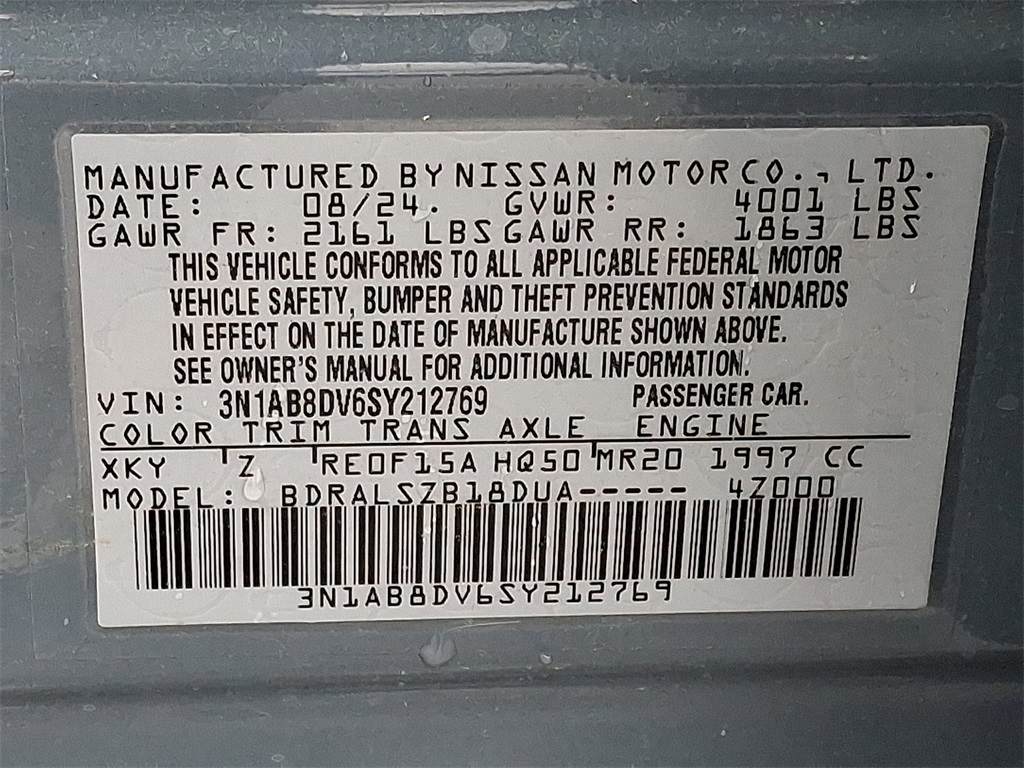 MANUFACTURED BY NISSAN MOTOR CO., LTD.
DATE: 08/24. GVWR: 4001 LBS
GAWR FR: 2161 LBS GAWR RR: 1863 LBS
THIS VEHICLE CONFORMS TO ALL APPLICABLE FEDERAL MOTOR
VEHICLE SAFETY, BUMPER AND THEFT PREVENTION STANDARDS
IN EFFECT ON THE DATE OF MANUFACTURE SHOWN ABOVE.
SEE OWNER'S MANUAL FOR ADDITIONAL INFORMATION.
VIN: 3N1AB8DV6SY212769 PASSENGER CAR.
COLOR TRIM TRANS AXLE ENGINE
XKY Z RE0F15A HQ50 MR20 1997 CC
MODEL: BDRALSZB18DUA----- 4Z000
3N1AB8DV6SY212769